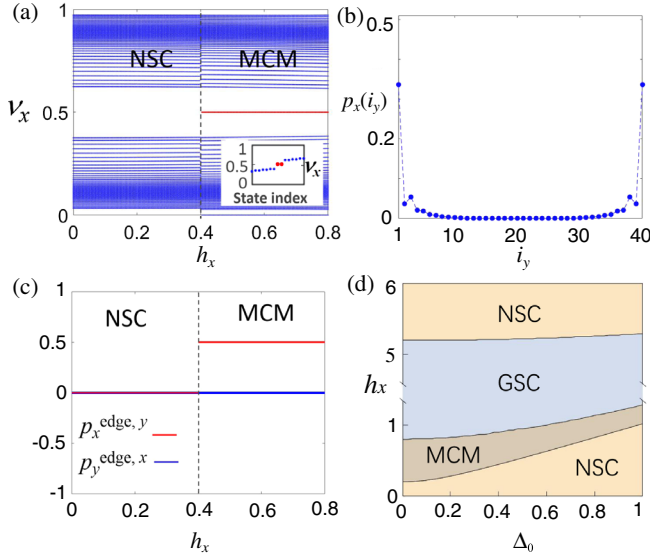 (a)
1
NSC
MCM
ν_x
0.5
1
0.5
0
ν_x
State index
0
0
0.2
0.4
0.6
0.8
h_x
(b)
0.4
p_x(i_y)
0.2
0
1
10
20
30
40
i_y
(c)
1
NSC
MCM
0.5
0
-0.5
p_x^edge, y
p_y^edge, x
-1
0
0.2
0.4
0.6
0.8
h_x
(d)
6
NSC
5
h_x
GSC
1
MCM
NSC
0
0
0.2
0.4
0.6
0.8
1
Δ_0